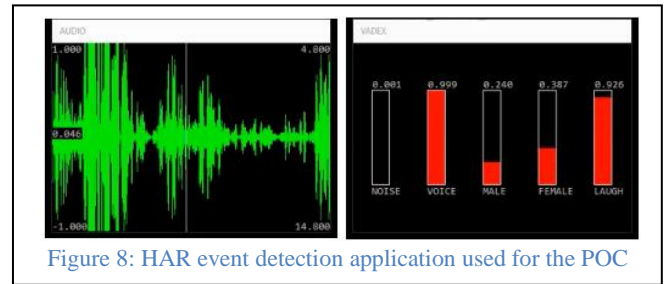 AUDIO
1.000 4.800
0.046
-1.000 14.800
VADEX
0.001 0.999 0.240 0.387 0.926
NOISE VOICE MALE FEMALE LAUGH
Figure 8: HAR event detection application used for the POC